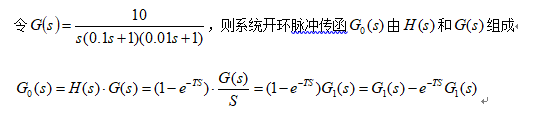 令 G(s) = 10 / s(0.1s+1)(0.01s+1) ，则系统开环脉冲传函 G₀(s) 由 H(s) 和 G(s) 组成
G₀(s) = H(s)·G(s) = (1−e^{−TS})· G(s)/S = (1−e^{−TS})G₁(s) = G₁(s) − e^{−TS}G₁(s)